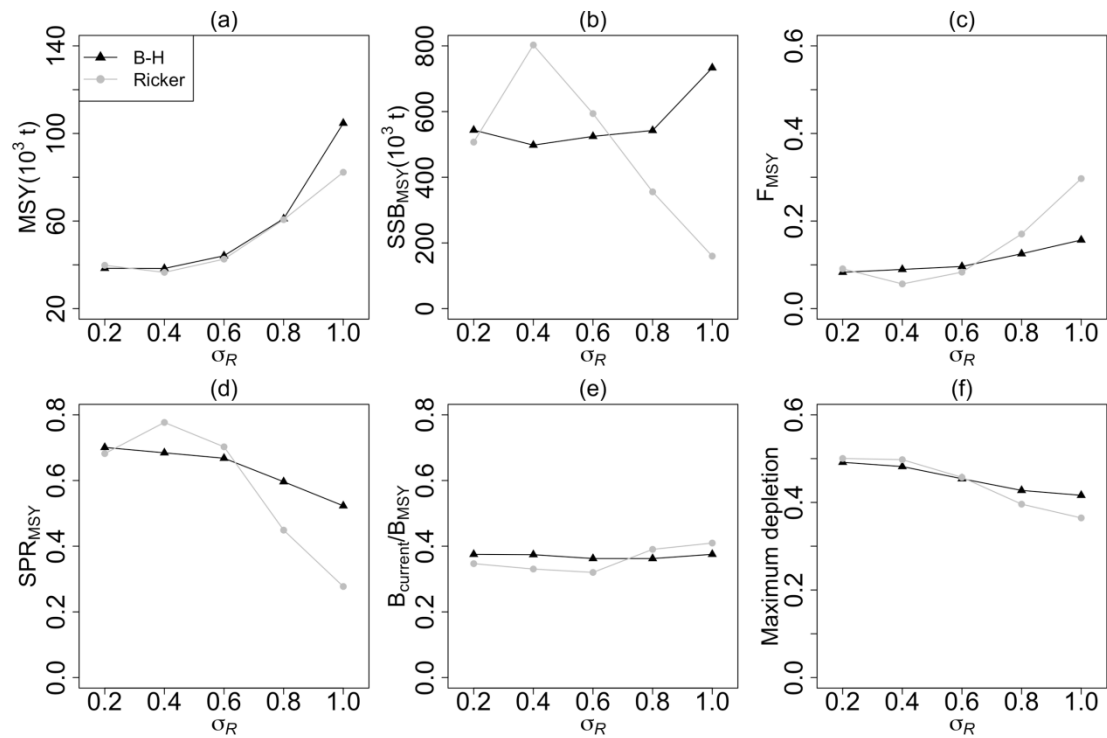 (a)
MSY(10³ t)
140
100
60
20
B-H
Ricker
0.2 0.4 0.6 0.8 1.0
σR
(b)
SSBMSY(10³ t)
800
600
400
200
0
0.2 0.4 0.6 0.8 1.0
σR
(c)
FMSY
0.6
0.4
0.2
0.0
0.2 0.4 0.6 0.8 1.0
σR
(d)
SPRMSY
0.8
0.6
0.4
0.2
0.0
0.2 0.4 0.6 0.8 1.0
σR
(e)
Bcurrent/BMSY
0.8
0.6
0.4
0.2
0.0
0.2 0.4 0.6 0.8 1.0
σR
(f)
Maximum depletion
0.6
0.4
0.2
0.0
0.2 0.4 0.6 0.8 1.0
σR